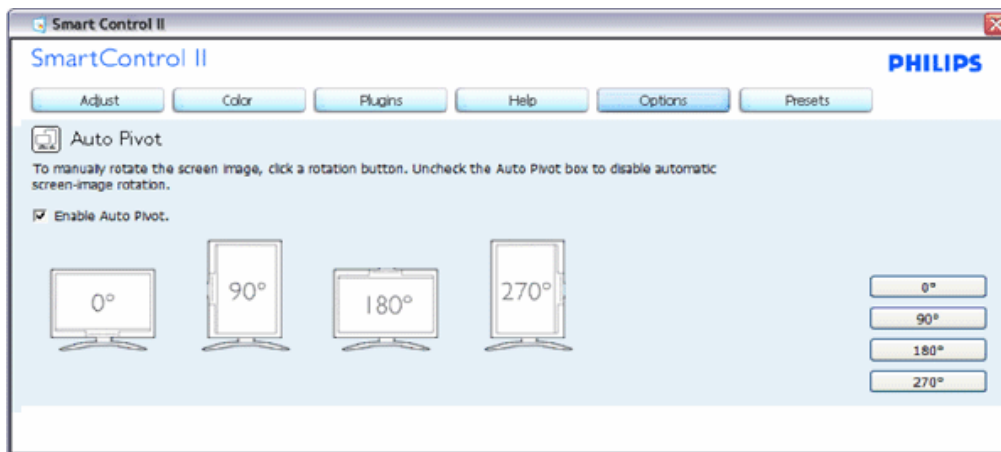 Smart Control II
SmartControl II
PHILIPS
Adjust Color Plugins Help Options Presets
Auto Pivot
To manually rotate the screen image, click a rotation button. Uncheck the Auto Pivot box to disable automatic
screen-image rotation.
Enable Auto Pivot.
0° 90° 180° 270°
0°
90°
180°
270°